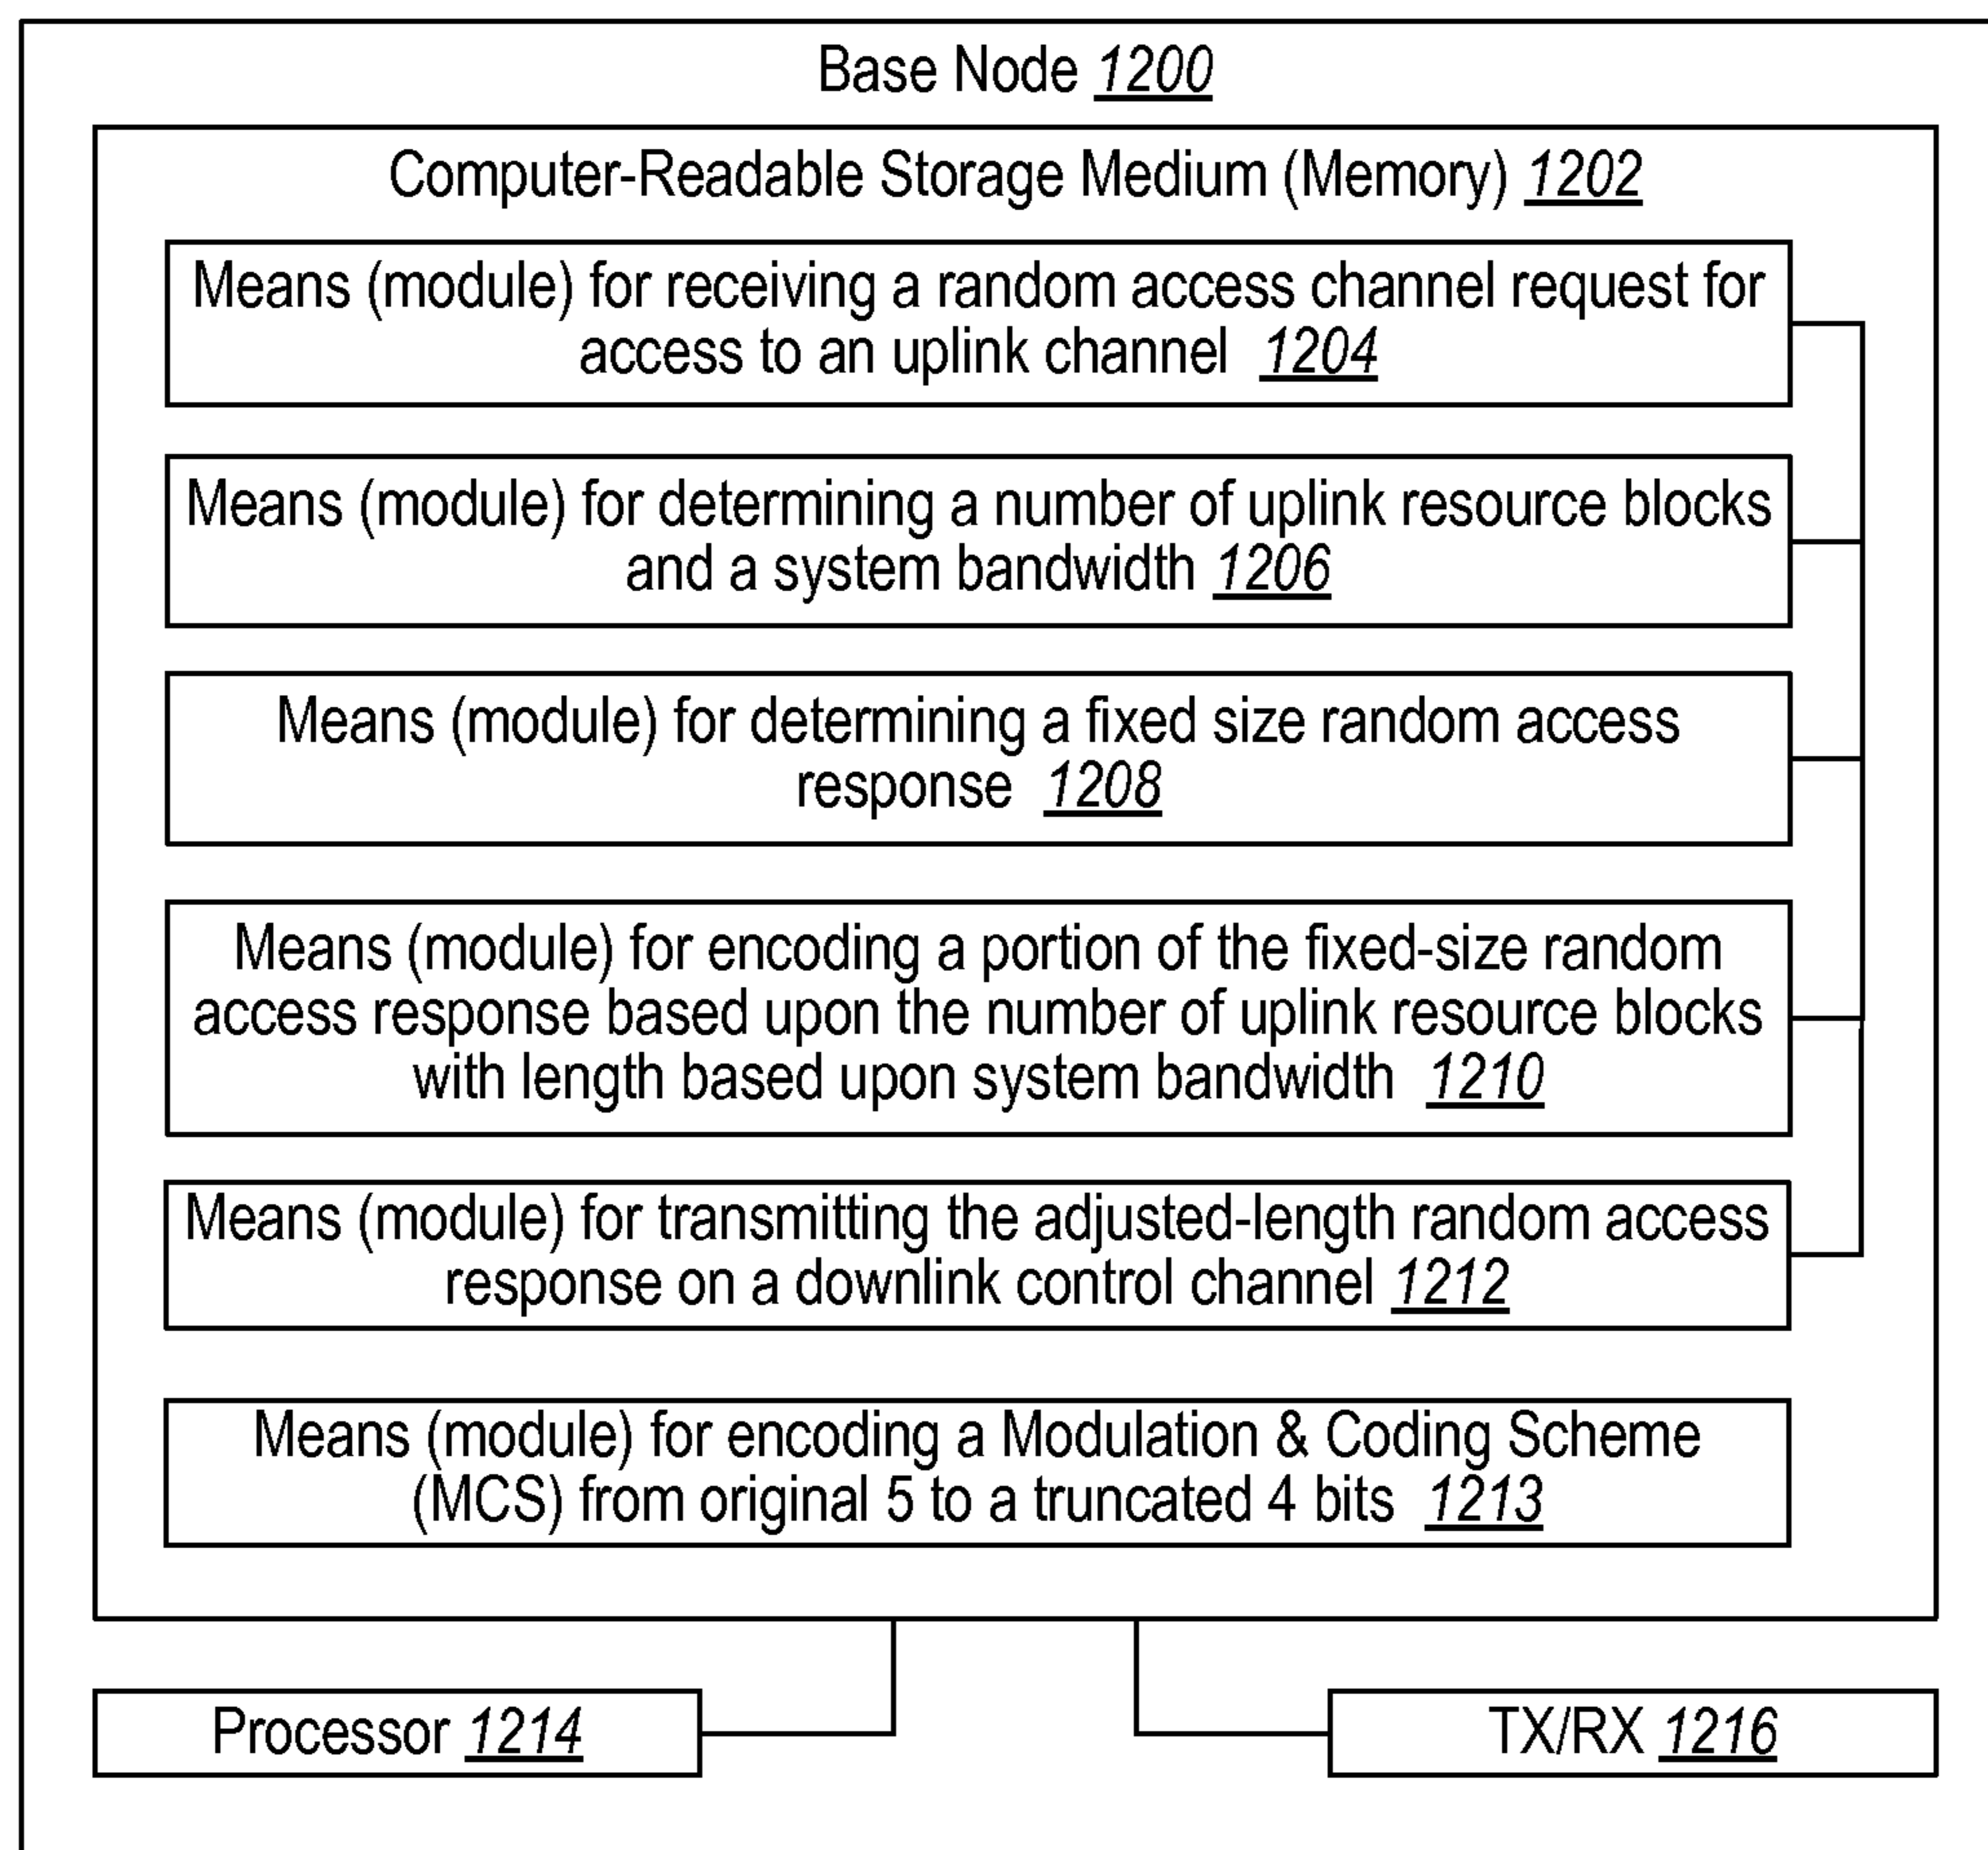 Base Node 1200
Computer-Readable Storage Medium (Memory) 1202
Means (module) for receiving a random access channel request for
access to an uplink channel 1204
Means (module) for determining a number of uplink resource blocks
and a system bandwidth 1206
Means (module) for determining a fixed size random access
response 1208
Means (module) for encoding a portion of the fixed-size random
access response based upon the number of uplink resource blocks
with length based upon system bandwidth 1210
Means (module) for transmitting the adjusted-length random access
response on a downlink control channel 1212
Means (module) for encoding a Modulation & Coding Scheme
(MCS) from original 5 to a truncated 4 bits 1213
Processor 1214
TX/RX 1216